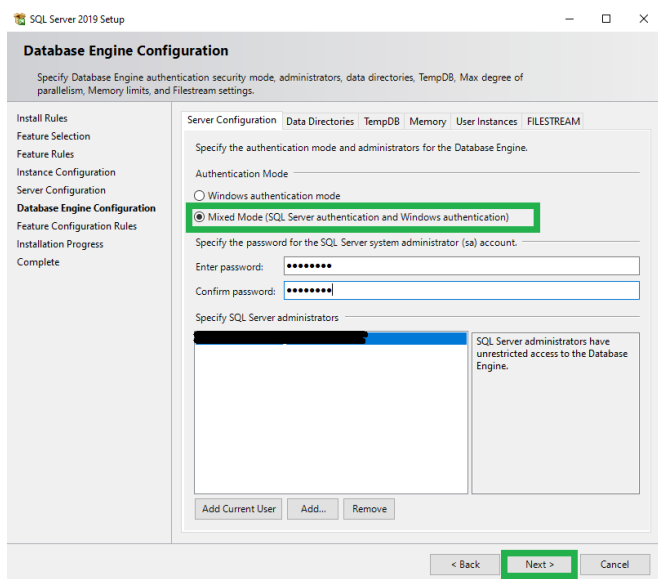 SQL Server 2019 Setup
Database Engine Configuration
Specify Database Engine authentication security mode, administrators, data directories, TempDB, Max degree of
parallelism, Memory limits, and Filestream settings.
Install Rules
Feature Selection
Feature Rules
Instance Configuration
Server Configuration
Database Engine Configuration
Feature Configuration Rules
Installation Progress
Complete
Server Configuration Data Directories TempDB Memory User Instances FILESTREAM
Specify the authentication mode and administrators for the Database Engine.
Authentication Mode
Windows authentication mode
Mixed Mode (SQL Server authentication and Windows authentication)
Specify the password for the SQL Server system administrator (sa) account.
Enter password: ●●●●●●●●
Confirm password: ●●●●●●●●
Specify SQL Server administrators
SQL Server administrators have
unrestricted access to the Database
Engine.
Add Current User Add... Remove
< Back Next > Cancel